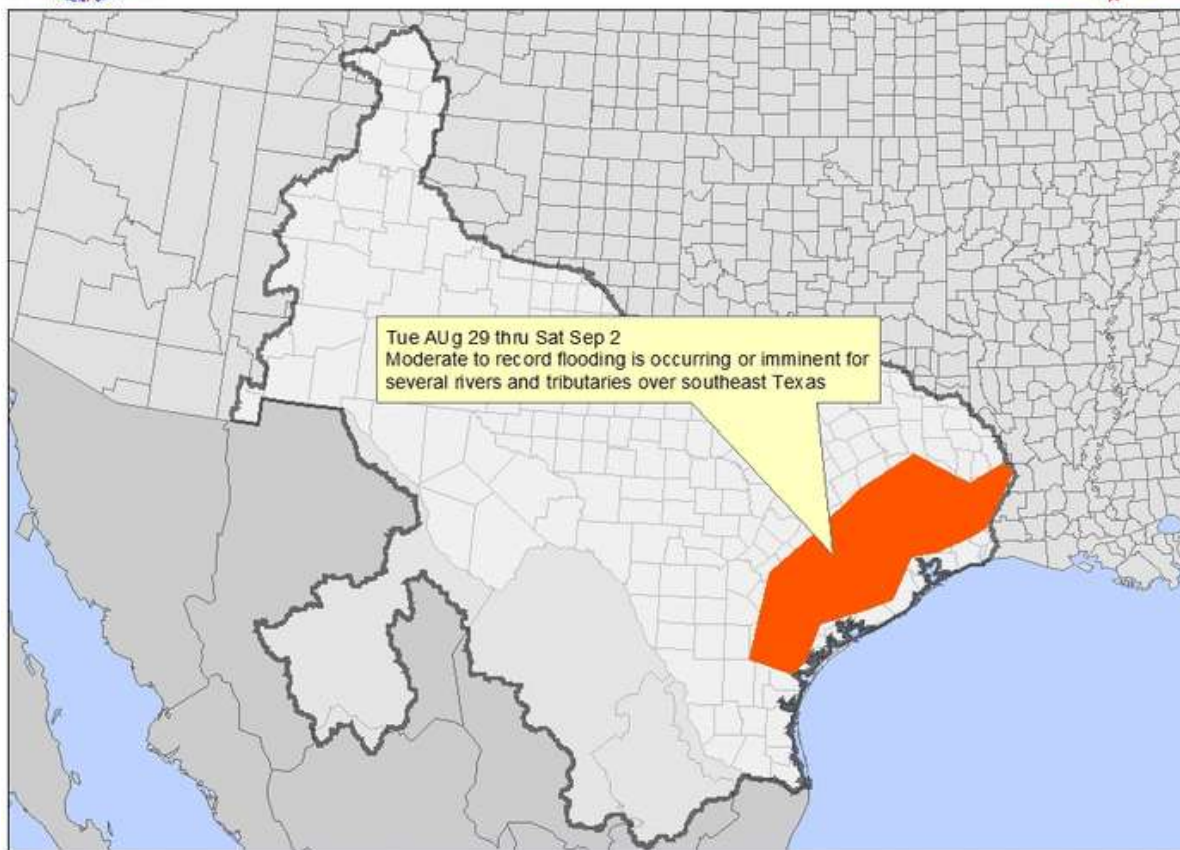 Tue AUg 29 thru Sat Sep 2
Moderate to record flooding is occurring or imminent for
several rivers and tributaries over southeast Texas